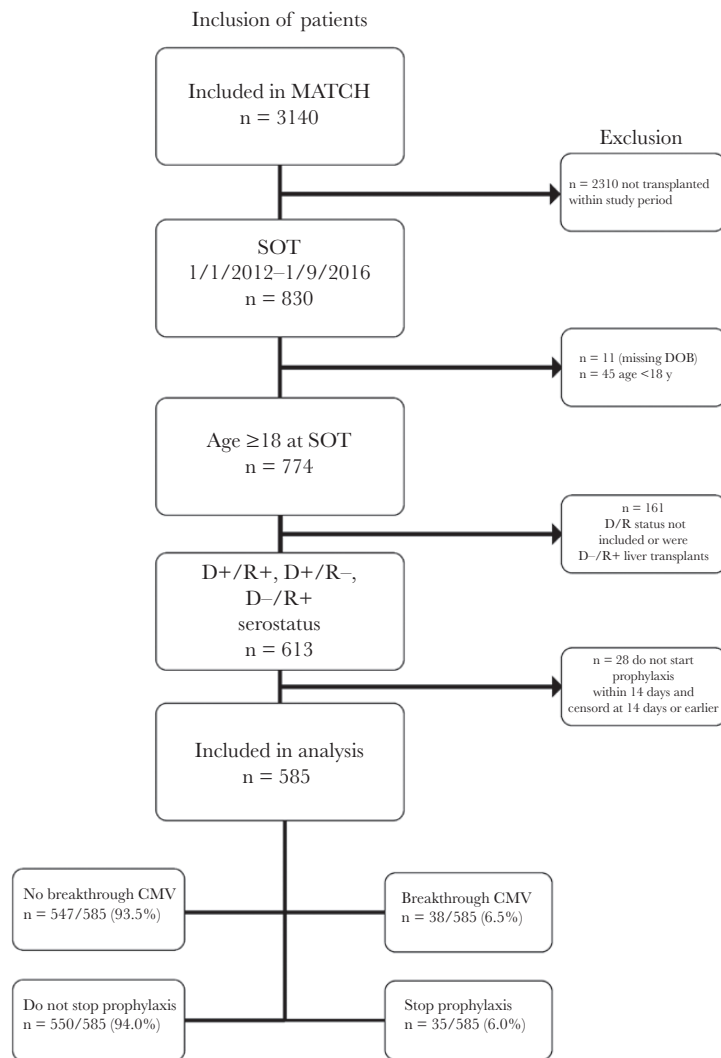 Inclusion of patients
Included in MATCH
n = 3140
Exclusion
n = 2310 not transplanted
within study period
SOT
1/1/2012–1/9/2016
n = 830
n = 11 (missing DOB)
n = 45 age <18 y
Age ≥18 at SOT
n = 774
n = 161
D/R status not
included or were
D–/R+ liver transplants
D+/R+, D+/R–,
D–/R+
serostatus
n = 613
n = 28 do not start
prophylaxis
within 14 days and
censord at 14 days or earlier
Included in analysis
n = 585
No breakthrough CMV
n = 547/585 (93.5%)
Breakthrough CMV
n = 38/585 (6.5%)
Do not stop prophylaxis
n = 550/585 (94.0%)
Stop prophylaxis
n = 35/585 (6.0%)